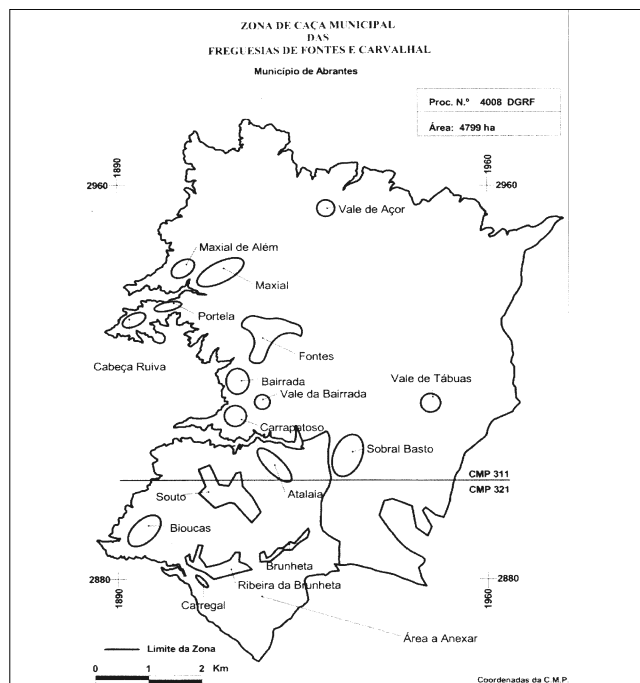 ZONA DE CAÇA MUNICIPAL
DAS
FREGUESIAS DE FONTES E CARVALHAL
Município de Abrantes
Proc. N.º 4008 DGRF
Área: 4799 ha
1890
1960
2960
2960
Vale de Açor
Maxial de Além
Maxial
Portela
Fontes
Cabeça Ruiva
Bairrada
Vale de Tábuas
Vale da Bairrada
Carrapatoso
Sobral Basto
CMP 311
Atalaia
CMP 321
Souto
Bioucas
Brunheta
2880
Ribeira da Brunheta
2880
1890
Carregal
1960
Área a Anexar
Limite da Zona
0 1 2 Km
Coordenadas da C.M.P.